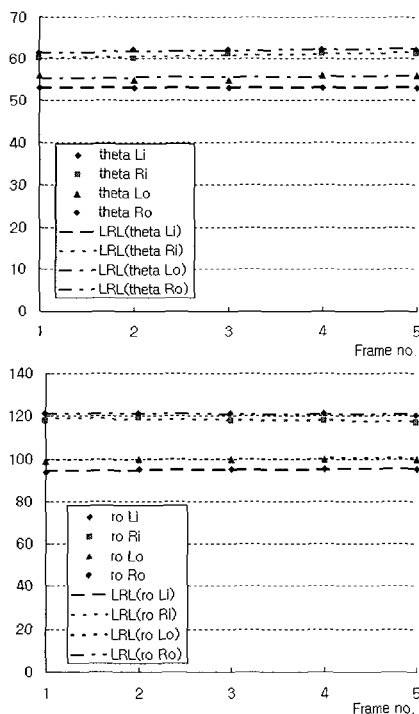 70
60
50
40
30
20
10
0
theta Li
theta Ri
theta Lo
theta Ro
LRL(theta Li)
LRL(theta Ri)
LRL(theta Lo)
LRL(theta Ro)
1 2 3 4 5
Frame no.
140
120
100
80
60
40
20
0
ro Li
ro Ri
ro Lo
ro Ro
LRL(ro Li)
LRL(ro Ri)
LRL(ro Lo)
LRL(ro Ro)
1 2 3 4 5
Frame no.